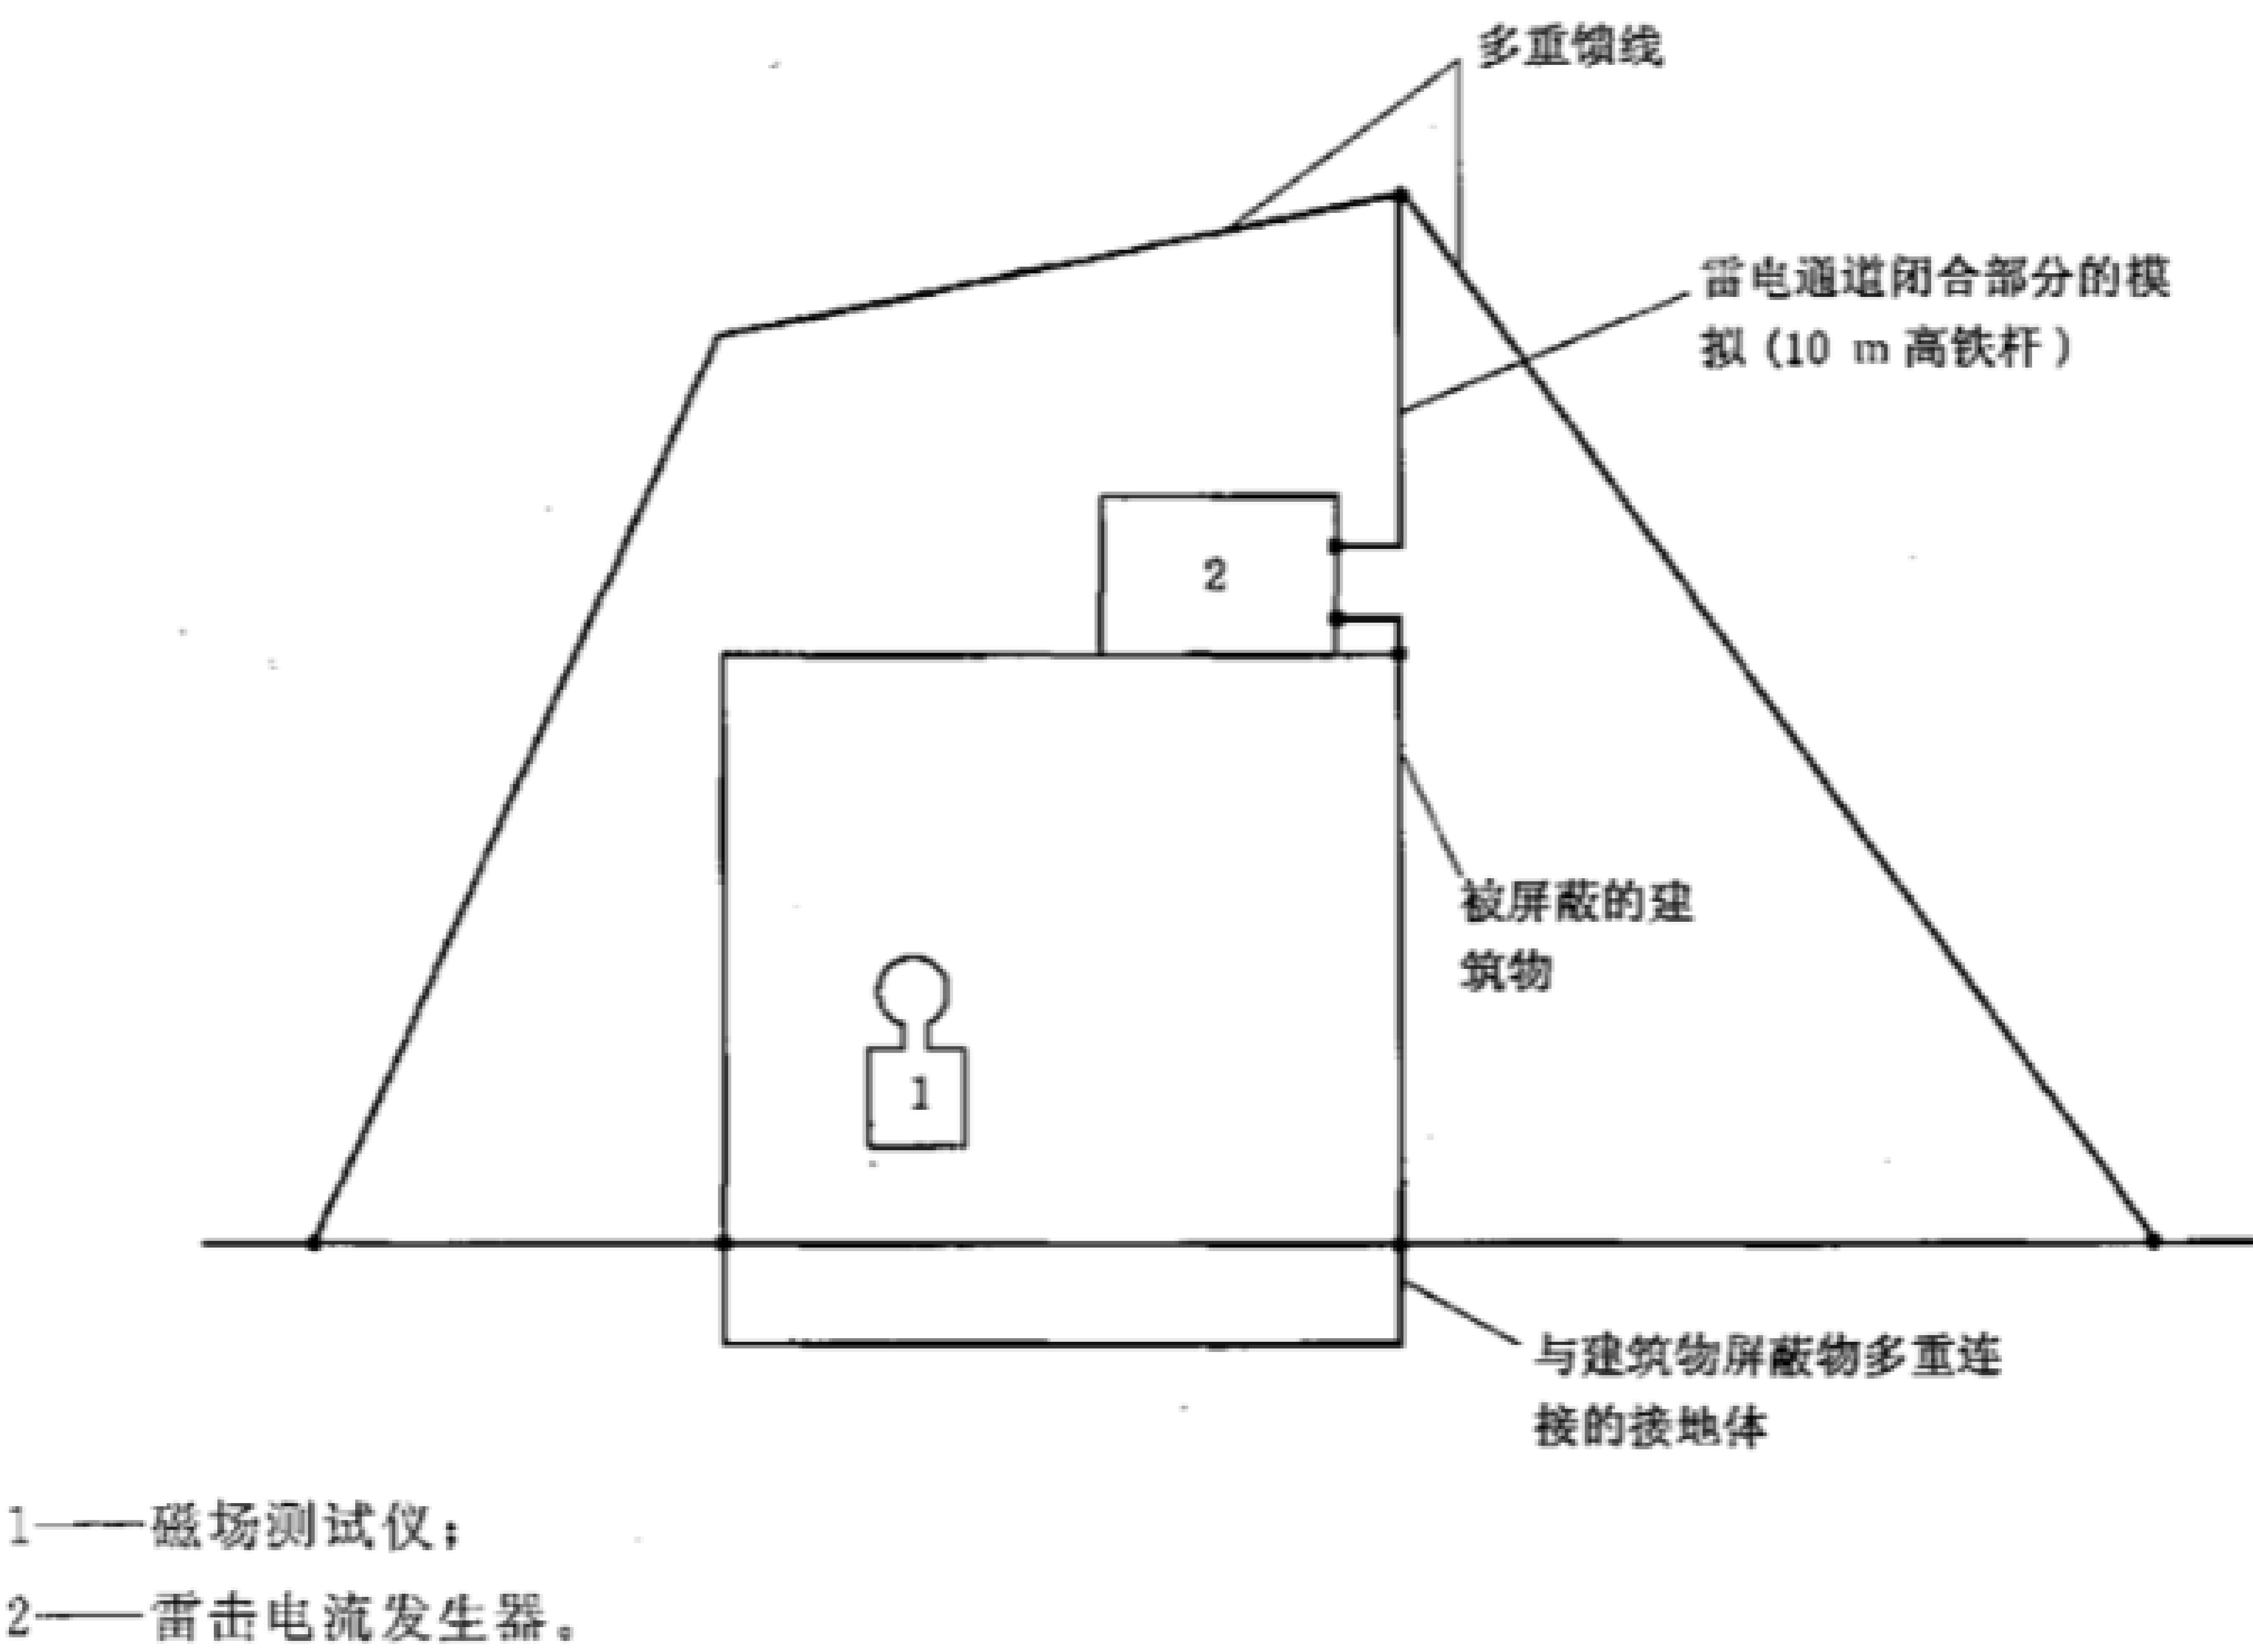 多重馈线
雷电通道闭合部分的模
拟(10 m高铁杆)
2
被屏蔽的建
筑物
1
与建筑物屏蔽物多重连
接的接地体
1——磁场测试仪;
2——雷击电流发生器。